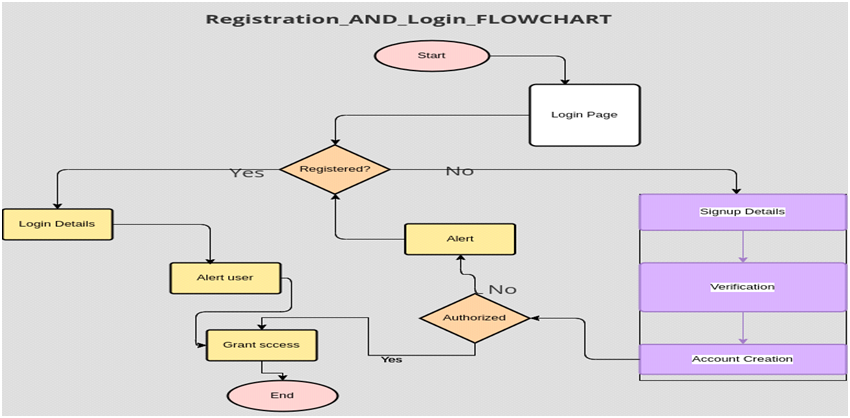 Registration_AND_Login_FLOWCHART
Start
Login Page
Registered?
Yes
No
Login Details
Signup Details
Alert
Alert user
Verification
No
Authorized
Grant sccess
Yes
Account Creation
End